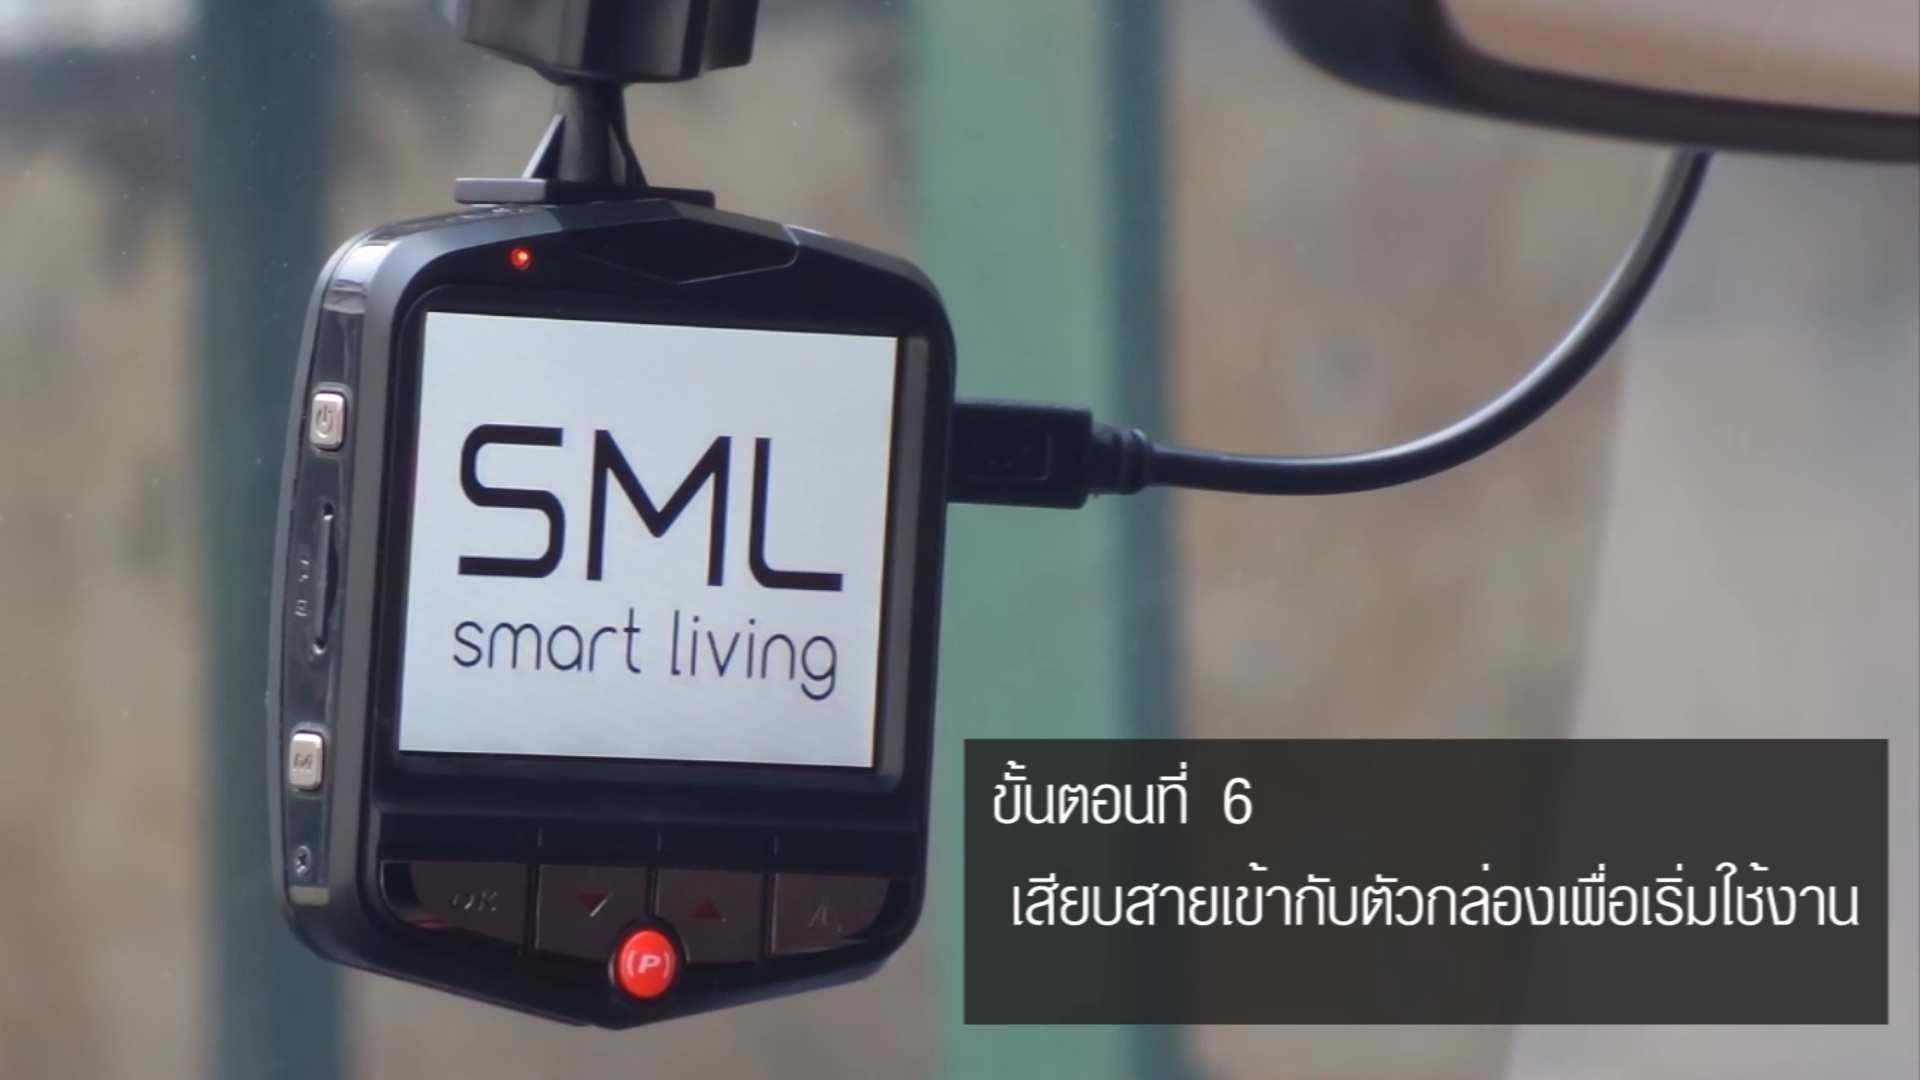 SML
smart living
OK
(P)
ขั้นตอนที่ 6
เสียบสายเข้ากับตัวกล่องเพื่อเริ่มใช้งาน